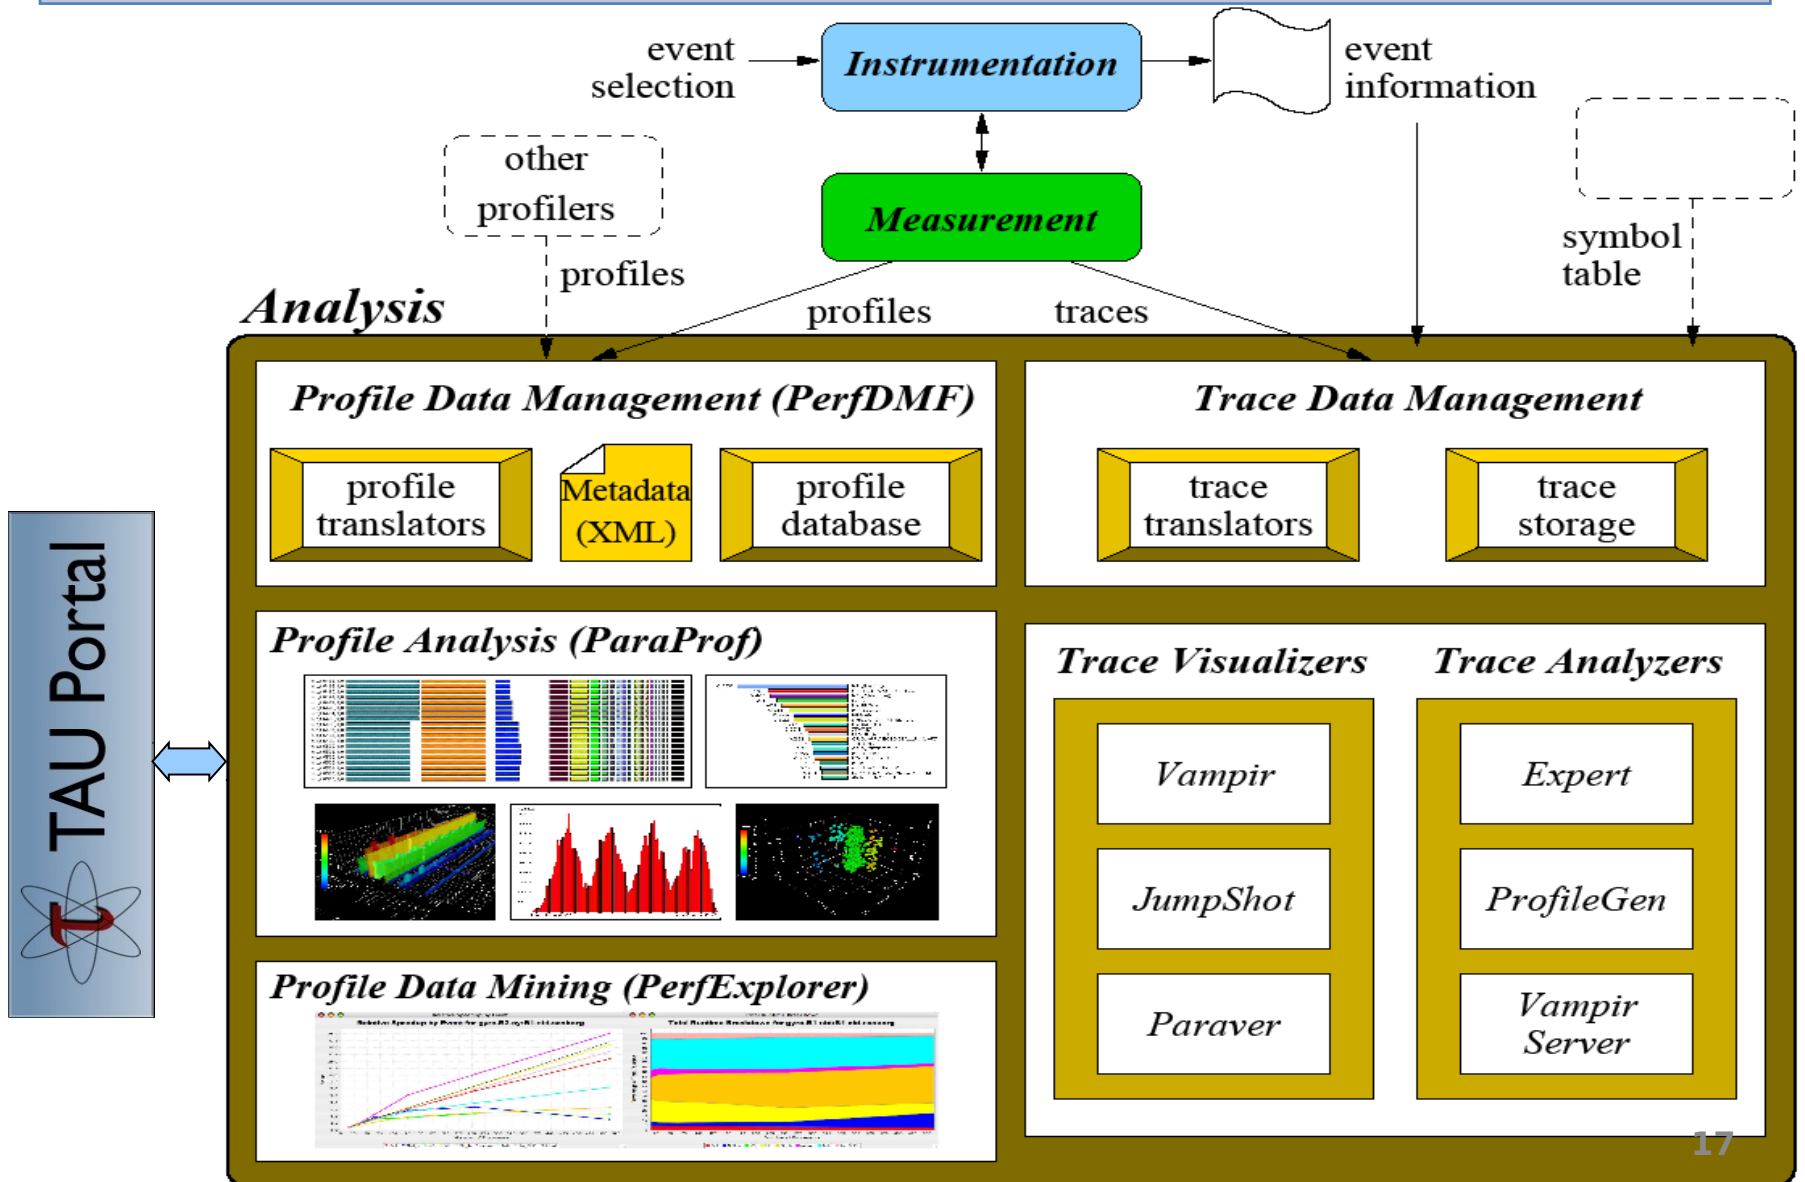 event
selection
Instrumentation
event
information
other
profilers
Measurement
profiles
symbol
table
Analysis
profiles
traces
Profile Data Management (PerfDMF)
profile
translators
Metadata
(XML)
profile
database
Trace Data Management
trace
translators
trace
storage
TAU Portal
Profile Analysis (ParaProf)
Trace Visualizers
Trace Analyzers
Vampir
Expert
JumpShot
ProfileGen
Paraver
Vampir
Server
Profile Data Mining (PerfExplorer)
17